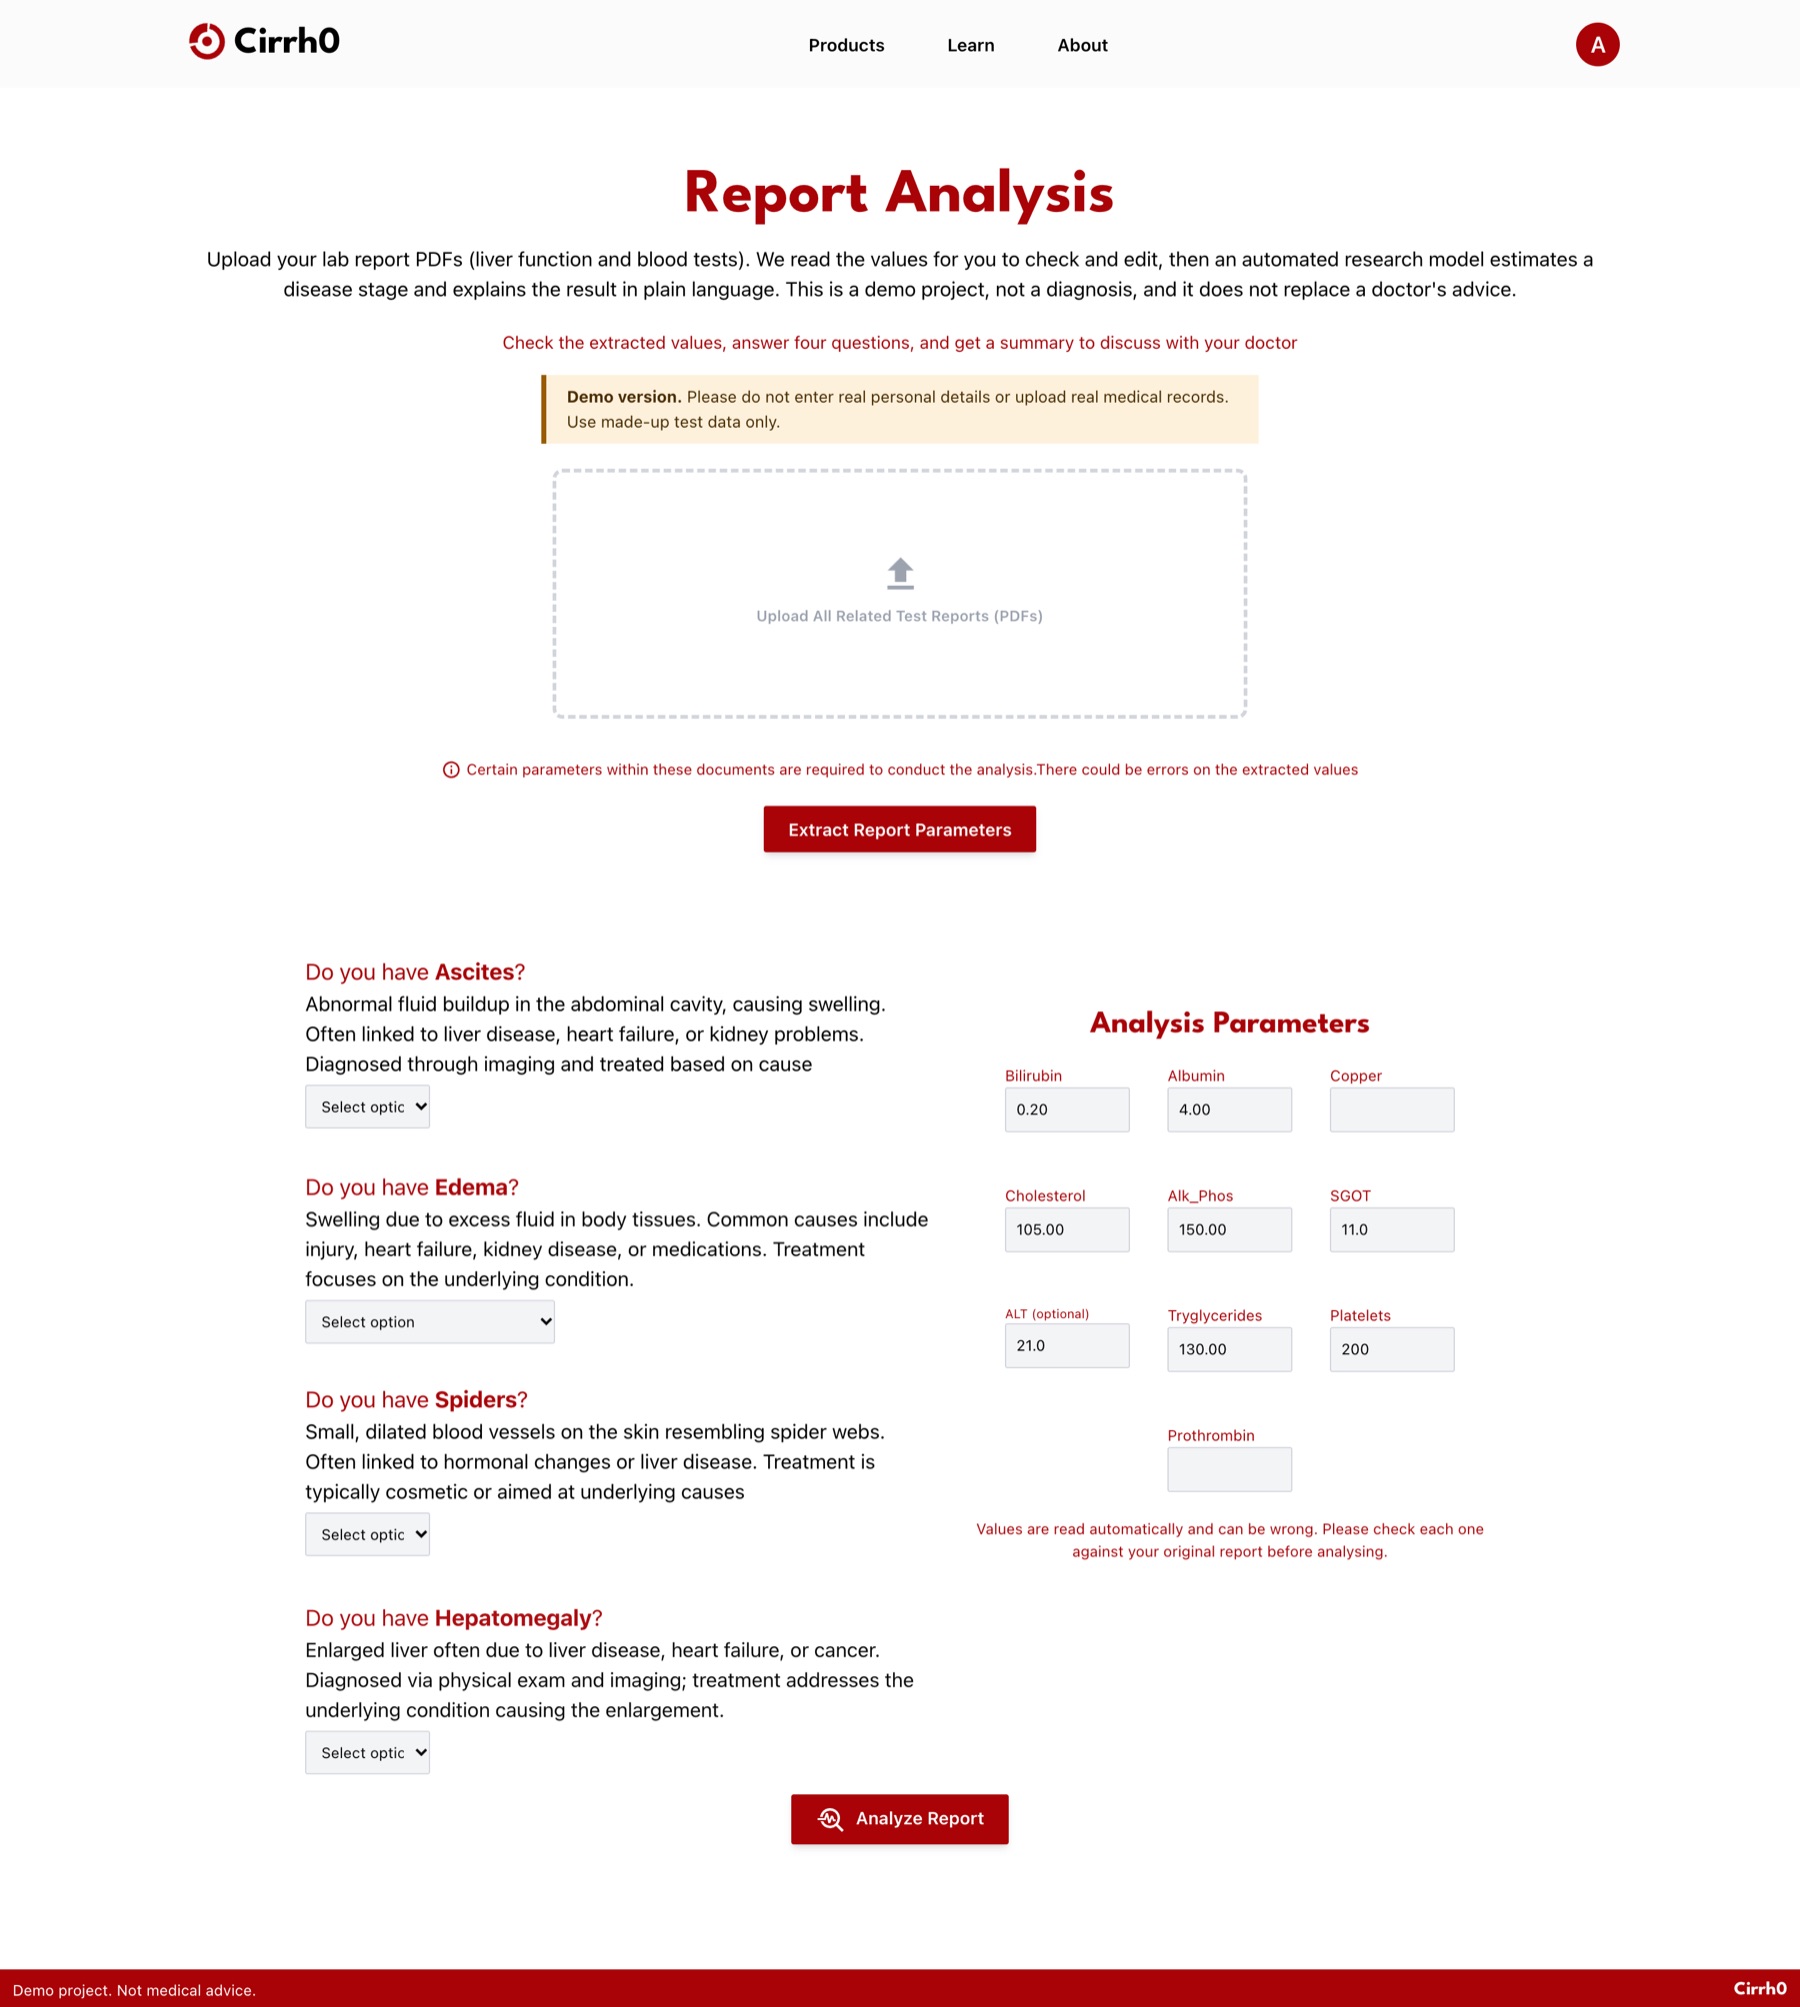 Cirrh0
Products
Learn
About
A
Report Analysis
Upload your lab report PDFs (liver function and blood tests). We read the values for you to check and edit, then an automated research model estimates a
disease stage and explains the result in plain language. This is a demo project, not a diagnosis, and it does not replace a doctor's advice.
Check the extracted values, answer four questions, and get a summary to discuss with your doctor
Demo version. Please do not enter real personal details or upload real medical records.
Use made-up test data only.
Upload All Related Test Reports (PDFs)
Certain parameters within these documents are required to conduct the analysis.There could be errors on the extracted values
Extract Report Parameters
Do you have Ascites?
Abnormal fluid buildup in the abdominal cavity, causing swelling.
Often linked to liver disease, heart failure, or kidney problems.
Diagnosed through imaging and treated based on cause
Select optic
Do you have Edema?
Swelling due to excess fluid in body tissues. Common causes include
injury, heart failure, kidney disease, or medications. Treatment
focuses on the underlying condition.
Select option
Do you have Spiders?
Small, dilated blood vessels on the skin resembling spider webs.
Often linked to hormonal changes or liver disease. Treatment is
typically cosmetic or aimed at underlying causes
Select optic
Do you have Hepatomegaly?
Enlarged liver often due to liver disease, heart failure, or cancer.
Diagnosed via physical exam and imaging; treatment addresses the
underlying condition causing the enlargement.
Select optic
Analysis Parameters
Bilirubin
0.20
Albumin
4.00
Copper
Cholesterol
105.00
Alk_Phos
150.00
SGOT
11.0
ALT (optional)
21.0
Tryglycerides
130.00
Platelets
200
Prothrombin
Values are read automatically and can be wrong. Please check each one
against your original report before analysing.
Analyze Report
Demo project. Not medical advice.
Cirrh0